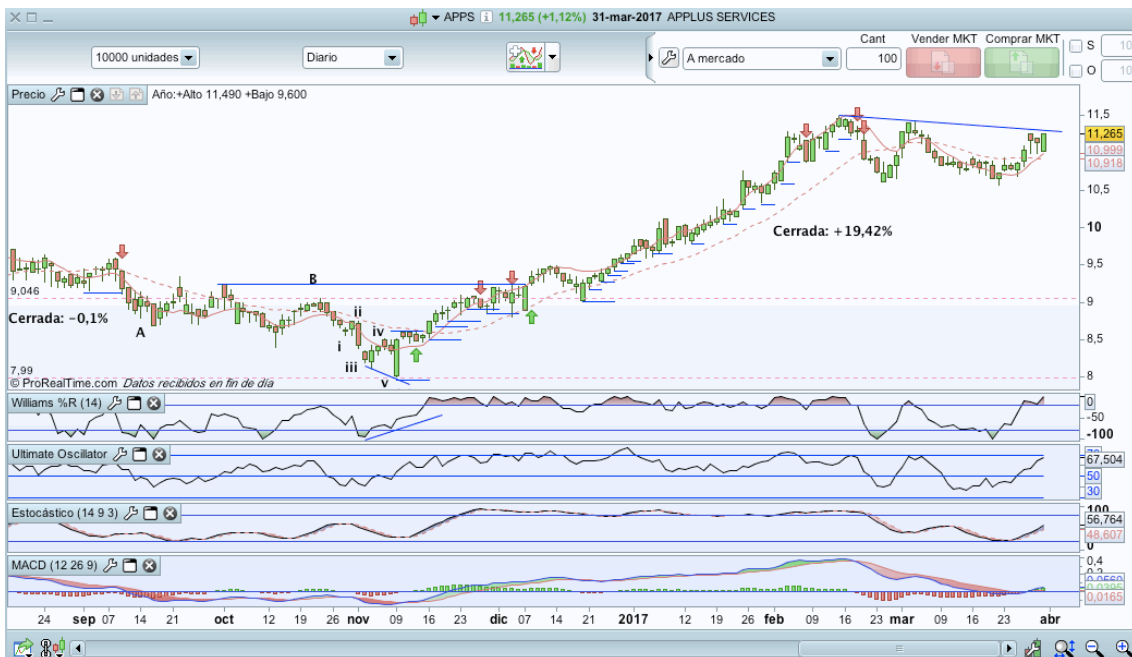 APPS 11,265 (+1,12%) 31-mar-2017 APPLUS SERVICES
10000 unidades
Diario
A mercado
Cant
100
Vender MKT
Comprar MKT
S
10
O
10
Precio
Año:+Alto 11,490 +Bajo 9,600
11,5
11,265
10,999
10,918
10,5
10
9,5
9
8,5
8
9,046
7,99
Cerrada: -0,1%
Cerrada: +19,42%
A
B
i
ii
iii
iv
v
© ProRealTime.com Datos recibidos en fin de día
Williams %R (14)
0
-50
-100
Ultimate Oscillator
67,504
50
30
Estocástico (14 9 3)
100
56,764
48,607
0
MACD (12 26 9)
0,4
0,0165
24 sep 07 14 21 oct 12 19 26 nov 09 16 23 dic 07 14 21 2017 12 19 26 feb 09 16 23 mar 09 16 23 abr